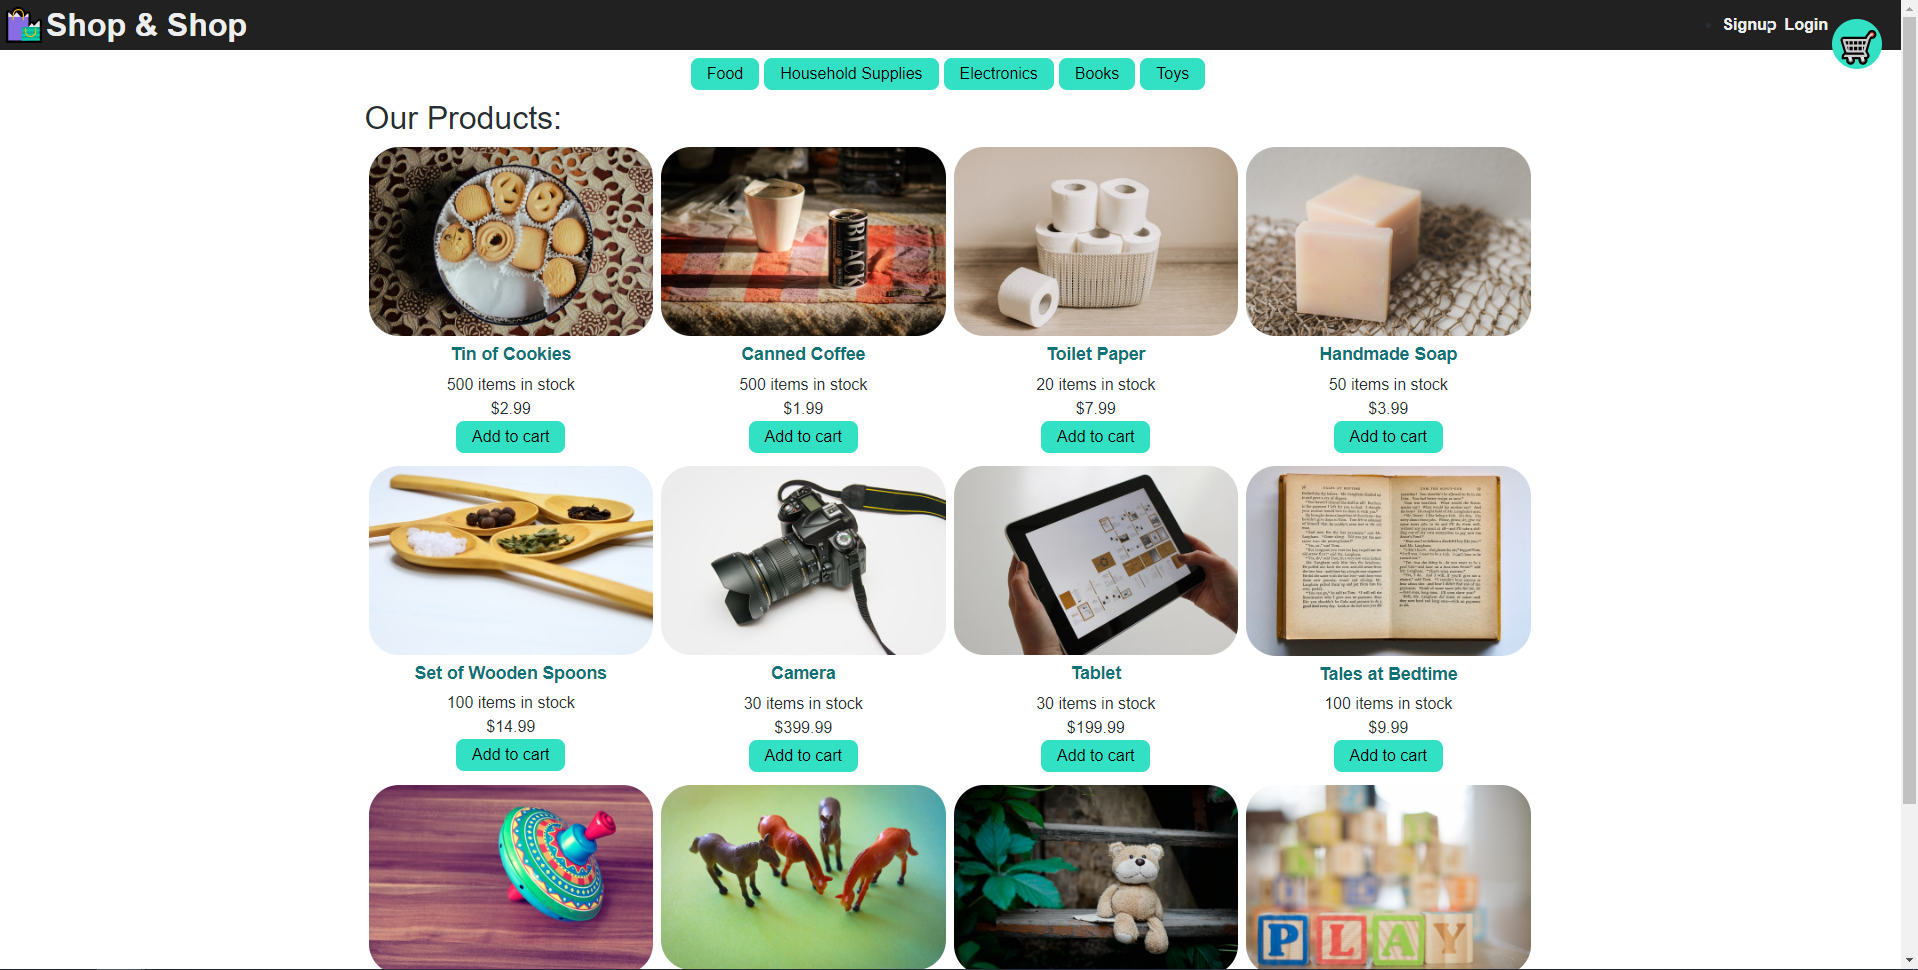 Shop & Shop
Signup Login
Food Household Supplies Electronics Books Toys
Our Products:
BLACK
Tin of Cookies Canned Coffee Toilet Paper Handmade Soap
500 items in stock 500 items in stock 20 items in stock 50 items in stock
$2.99 $1.99 $7.99 $3.99
Add to cart Add to cart Add to cart Add to cart
Set of Wooden Spoons Camera Tablet Tales at Bedtime
100 items in stock 30 items in stock 30 items in stock 100 items in stock
$14.99 $399.99 $199.99 $9.99
Add to cart Add to cart Add to cart Add to cart
PLAY